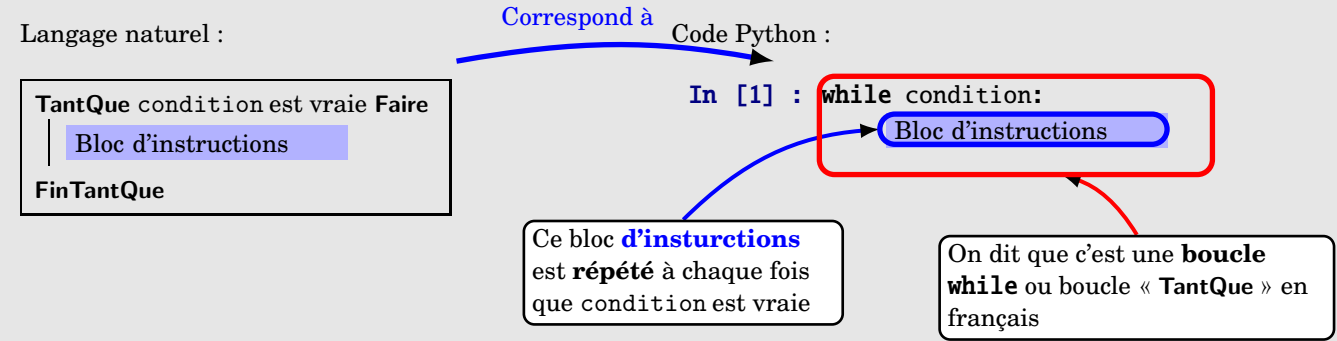 Correspond à
Langage naturel :
Code Python :
TantQue condition est vraie Faire
Bloc d'instructions
FinTantQue
In [1] : while condition:
Bloc d'instructions
Ce bloc d'insturctions
est répété à chaque fois
que condition est vraie
On dit que c'est une boucle
while ou boucle « TantQue » en
français